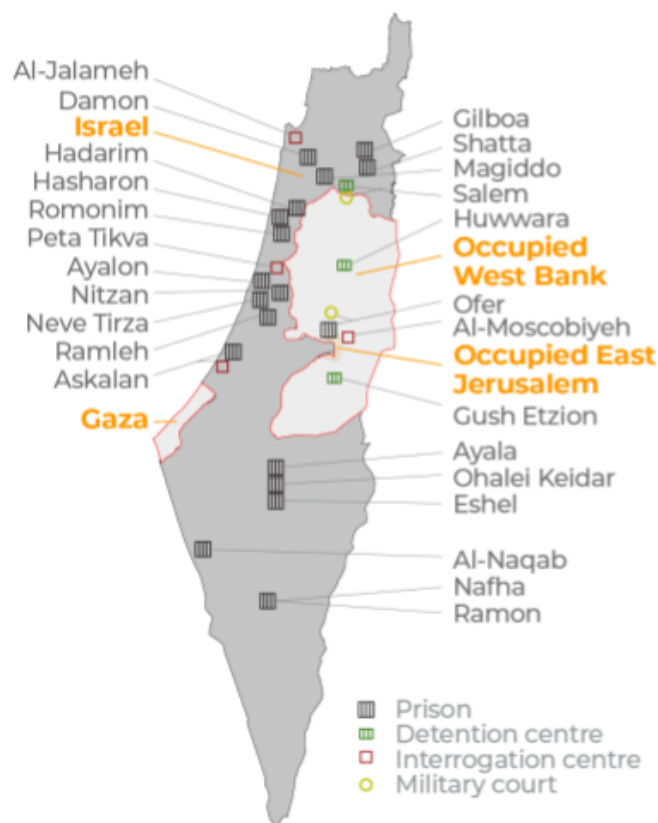 Al-Jalameh
Damon
Israel
Hadarim
Hasharon
Romonim
Peta Tikva
Ayalon
Nitzan
Neve Tirza
Ramleh
Askalan
Gaza
Gilboa
Shatta
Magiddo
Salem
Huwwara
Occupied
West Bank
Ofer
Al-Moscobiyeh
Occupied East
Jerusalem
Gush Etzion
Ayala
Ohalei Keidar
Eshel
Al-Naqab
Nafha
Ramon
Prison
Detention centre
Interrogation centre
Military court